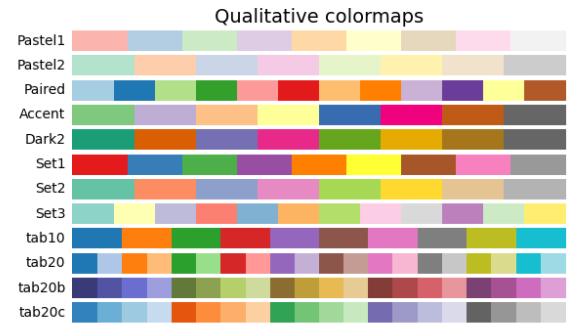 Qualitative colormaps
Pastel1
Pastel2
Paired
Accent
Dark2
Set1
Set2
Set3
tab10
tab20
tab20b
tab20c